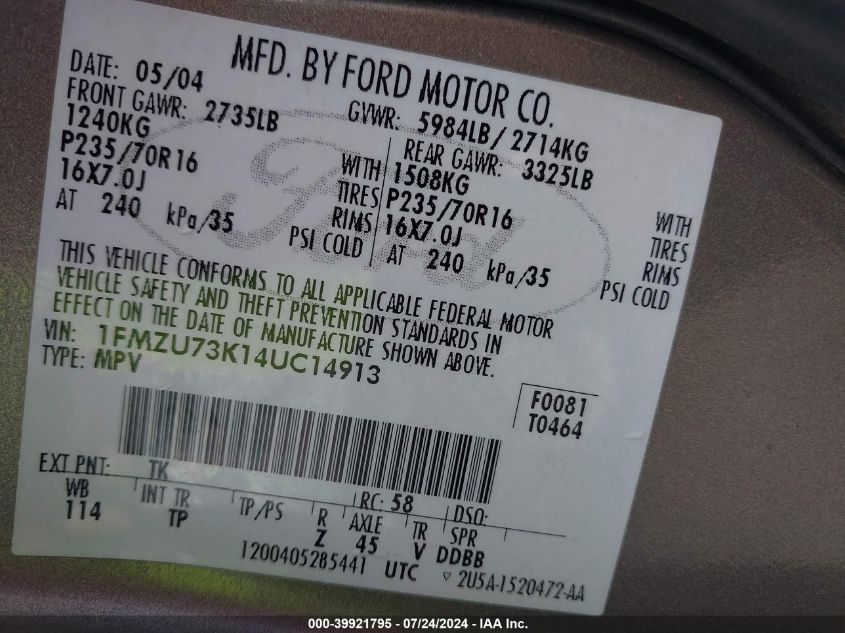 MFD. BY FORD MOTOR CO.
DATE: 05/04 GVWR: 5984LB/ 2714KG
FRONT GAWR: 2735LB REAR GAWR: 3325LB
1240KG WITH 1508KG WITH
P235/70R16 TIRES P235/70R16 TIRES
16X7.0J RIMS 16X7.0J RIMS
AT 240 kPa/35 PSI COLD AT 240 kPa/35 PSI COLD
THIS VEHICLE CONFORMS TO ALL APPLICABLE FEDERAL MOTOR
VEHICLE SAFETY AND THEFT PREVENTION STANDARDS IN
EFFECT ON THE DATE OF MANUFACTURE SHOWN ABOVE.
VIN: 1FMZU73K14UC14913
TYPE: MPV
F0081
T0464
EXT PNT: TK RC: 58 DSO:
WB INT TR TP/PS R AXLE TR SPR
114 TP Z 45 V DDBB
1200405285441 UTC ▽ 2U5A-1520472-AA
000-39921795 - 07/24/2024 - IAA Inc.